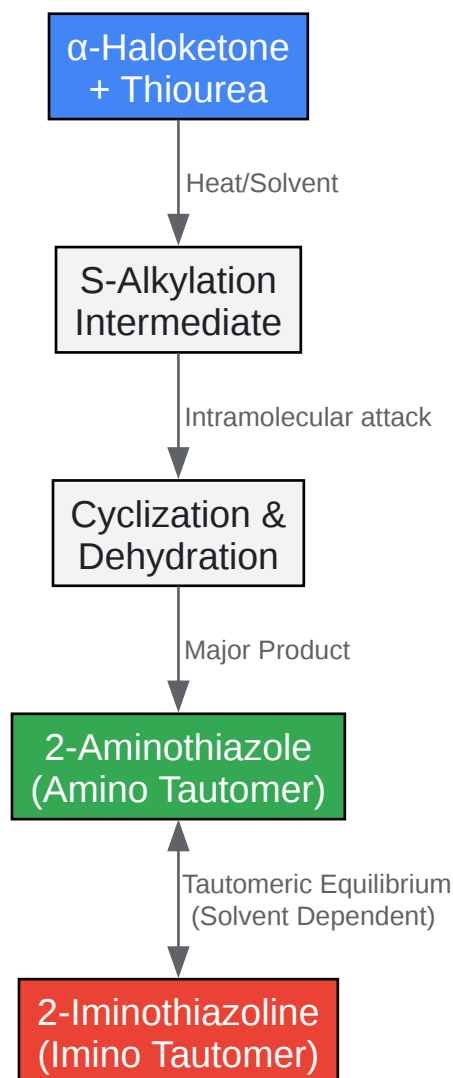 α-Haloketone
+ Thiourea
Heat/Solvent
S-Alkylation
Intermediate
Intramolecular attack
Cyclization &
Dehydration
Major Product
2-Aminothiazole
(Amino Tautomer)
Tautomeric Equilibrium
(Solvent Dependent)
2-Iminothiazoline
(Imino Tautomer)